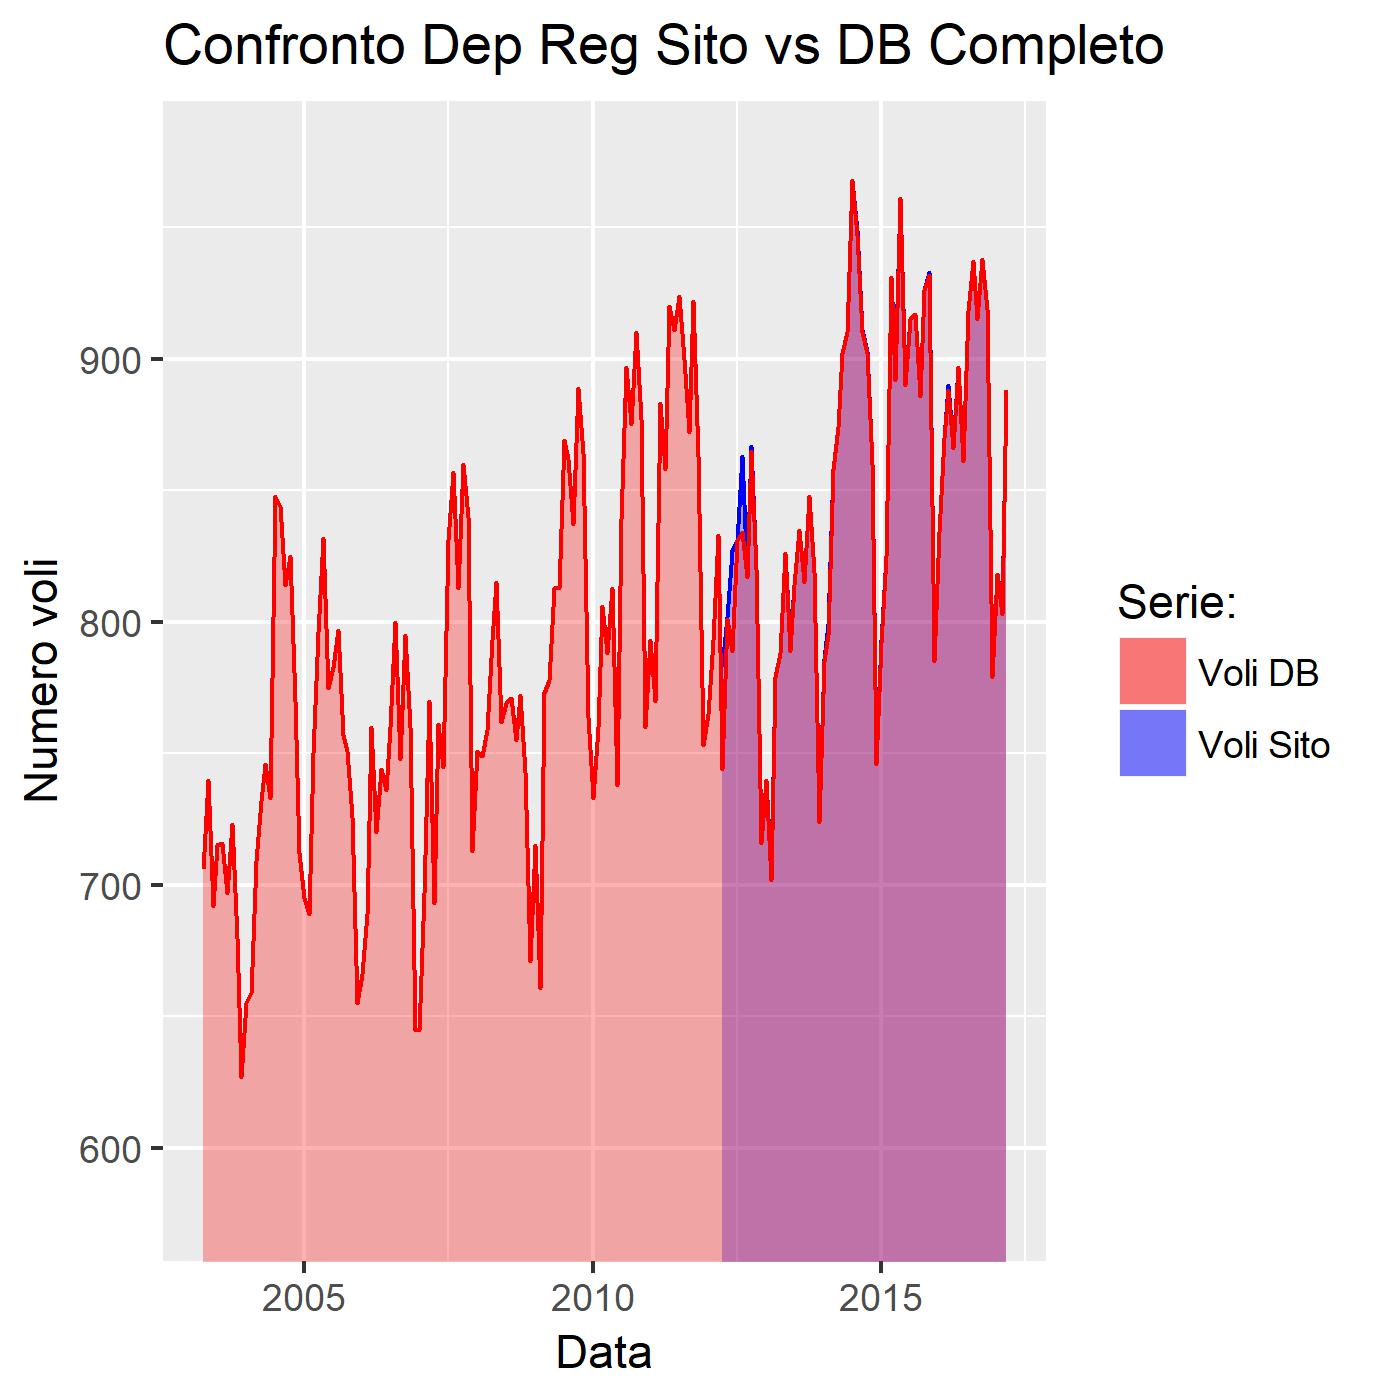 Confronto Dep Reg Sito vs DB Completo
Numero voli
900
800
700
600
2005 2010 2015
Data
Serie:
Voli DB
Voli Sito